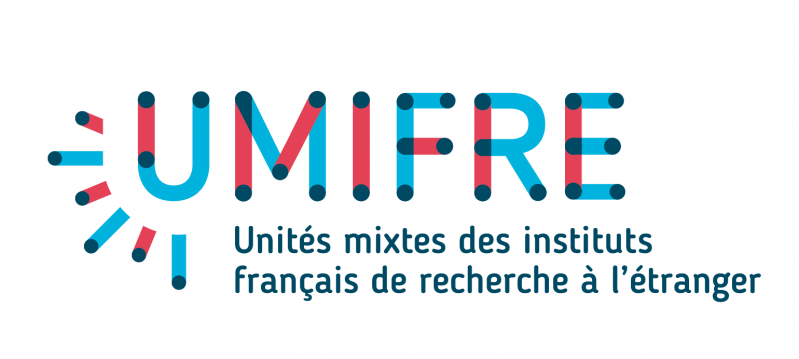 UMIFRE
Unités mixtes des instituts
français de recherche à l'étranger